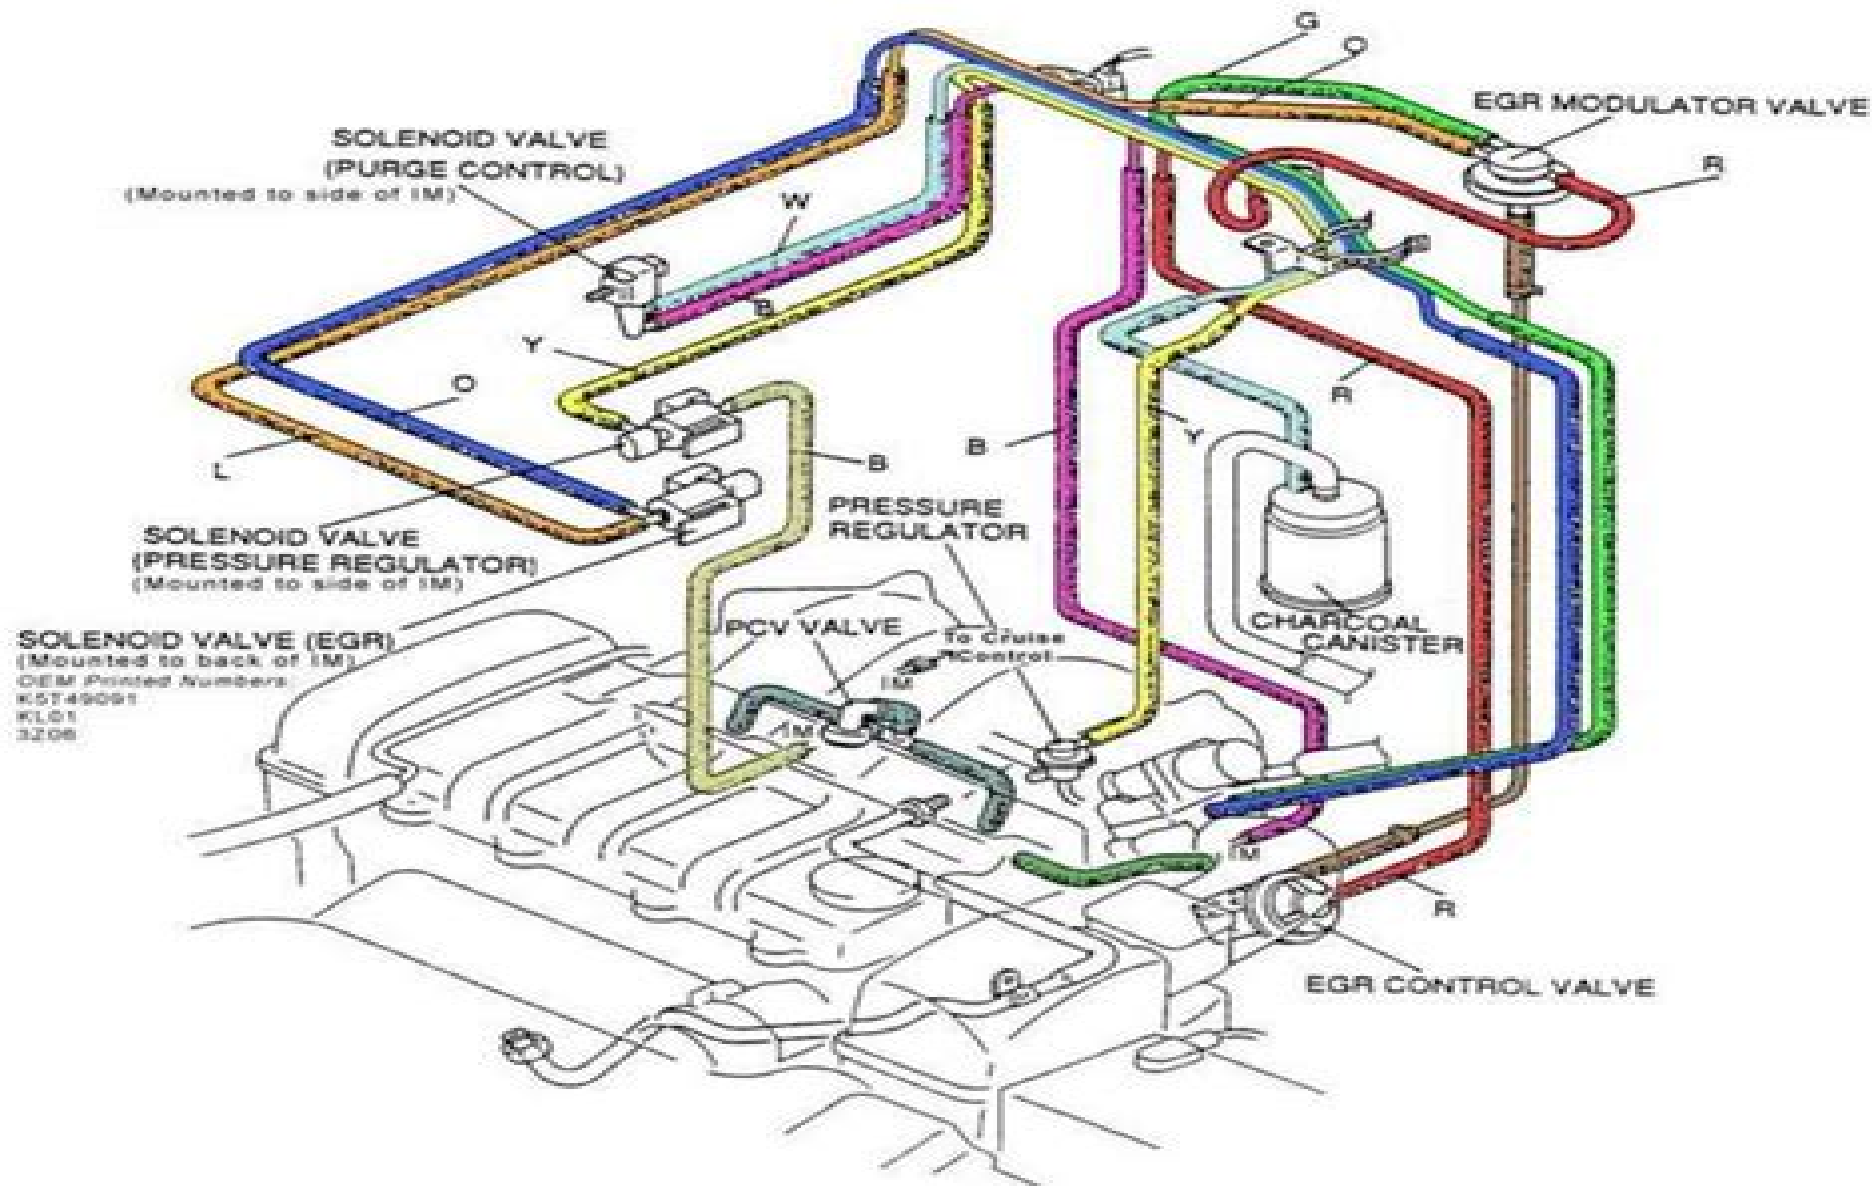 G
O
EGR MODULATOR VALVE
R
SOLENOID VALVE
(PURGE CONTROL)
(Mounted to side of IM)
W
B
Y
O
R
L
B
B
Y
SOLENOID VALVE
(PRESSURE REGULATOR)
(Mounted to side of IM)
PRESSURE
REGULATOR
SOLENOID VALVE (EGR)
(Mounted to back of IM)
OEM Printed Numbers:
K5T49091
KL01
3Z08
PCV VALVE
To Cruise
Control
IM
IM
CHARCOAL
CANISTER
IM
R
EGR CONTROL VALVE